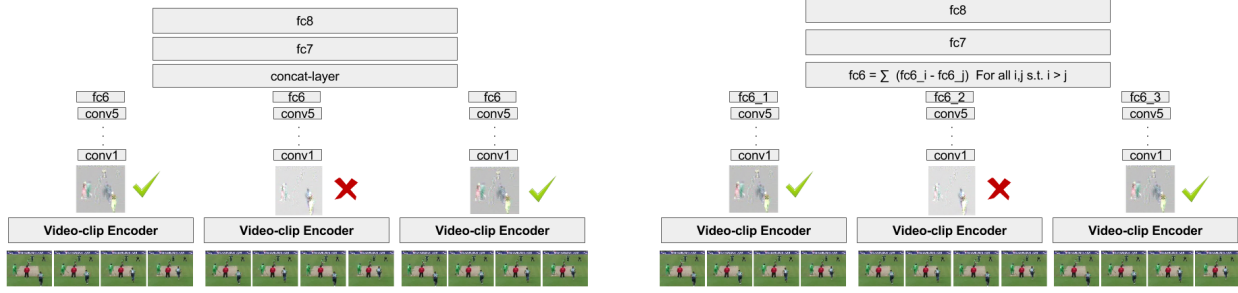 fc8
fc7
concat-layer
fc6 fc6 fc6
conv5 conv5 conv5
conv1 conv1 conv1
Video-clip Encoder Video-clip Encoder Video-clip Encoder
fc8
fc7
fc6 = ∑ (fc6_i - fc6_j) For all i,j s.t. i > j
fc6_1 fc6_2 fc6_3
conv5 conv5 conv5
conv1 conv1 conv1
Video-clip Encoder Video-clip Encoder Video-clip Encoder